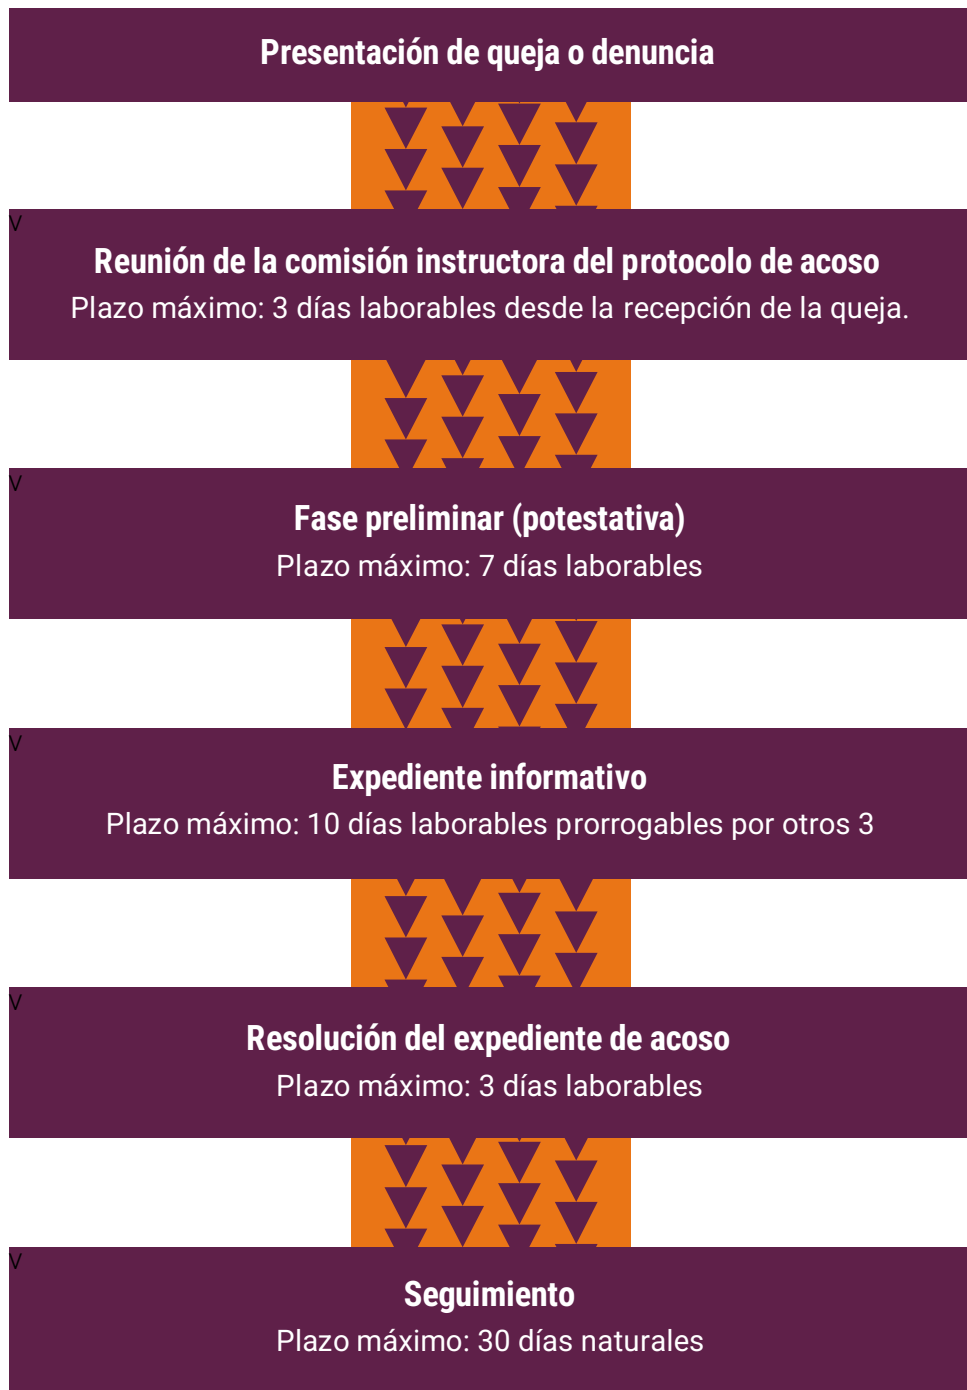 Presentación de queja o denuncia
V
Reunión de la comisión instructora del protocolo de acoso
Plazo máximo: 3 días laborables desde la recepción de la queja.
V
Fase preliminar (potestativa)
Plazo máximo: 7 días laborables
V
Expediente informativo
Plazo máximo: 10 días laborables prorrogables por otros 3
V
Resolución del expediente de acoso
Plazo máximo: 3 días laborables
V
Seguimiento
Plazo máximo: 30 días naturales